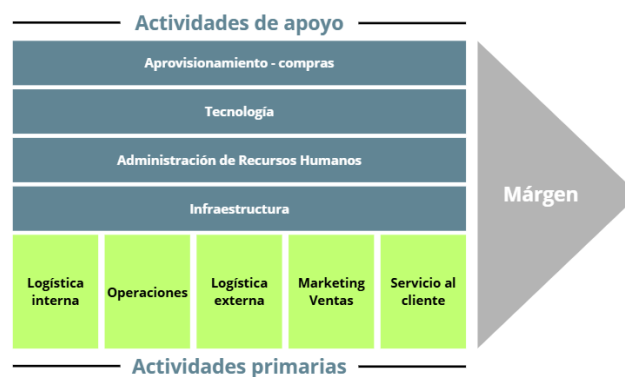 Actividades de apoyo
Aprovisionamiento - compras
Tecnología
Administración de Recursos Humanos
Infraestructura
Márgen
Logística
interna
Operaciones
Logística
externa
Marketing
Ventas
Servicio al
cliente
Actividades primarias